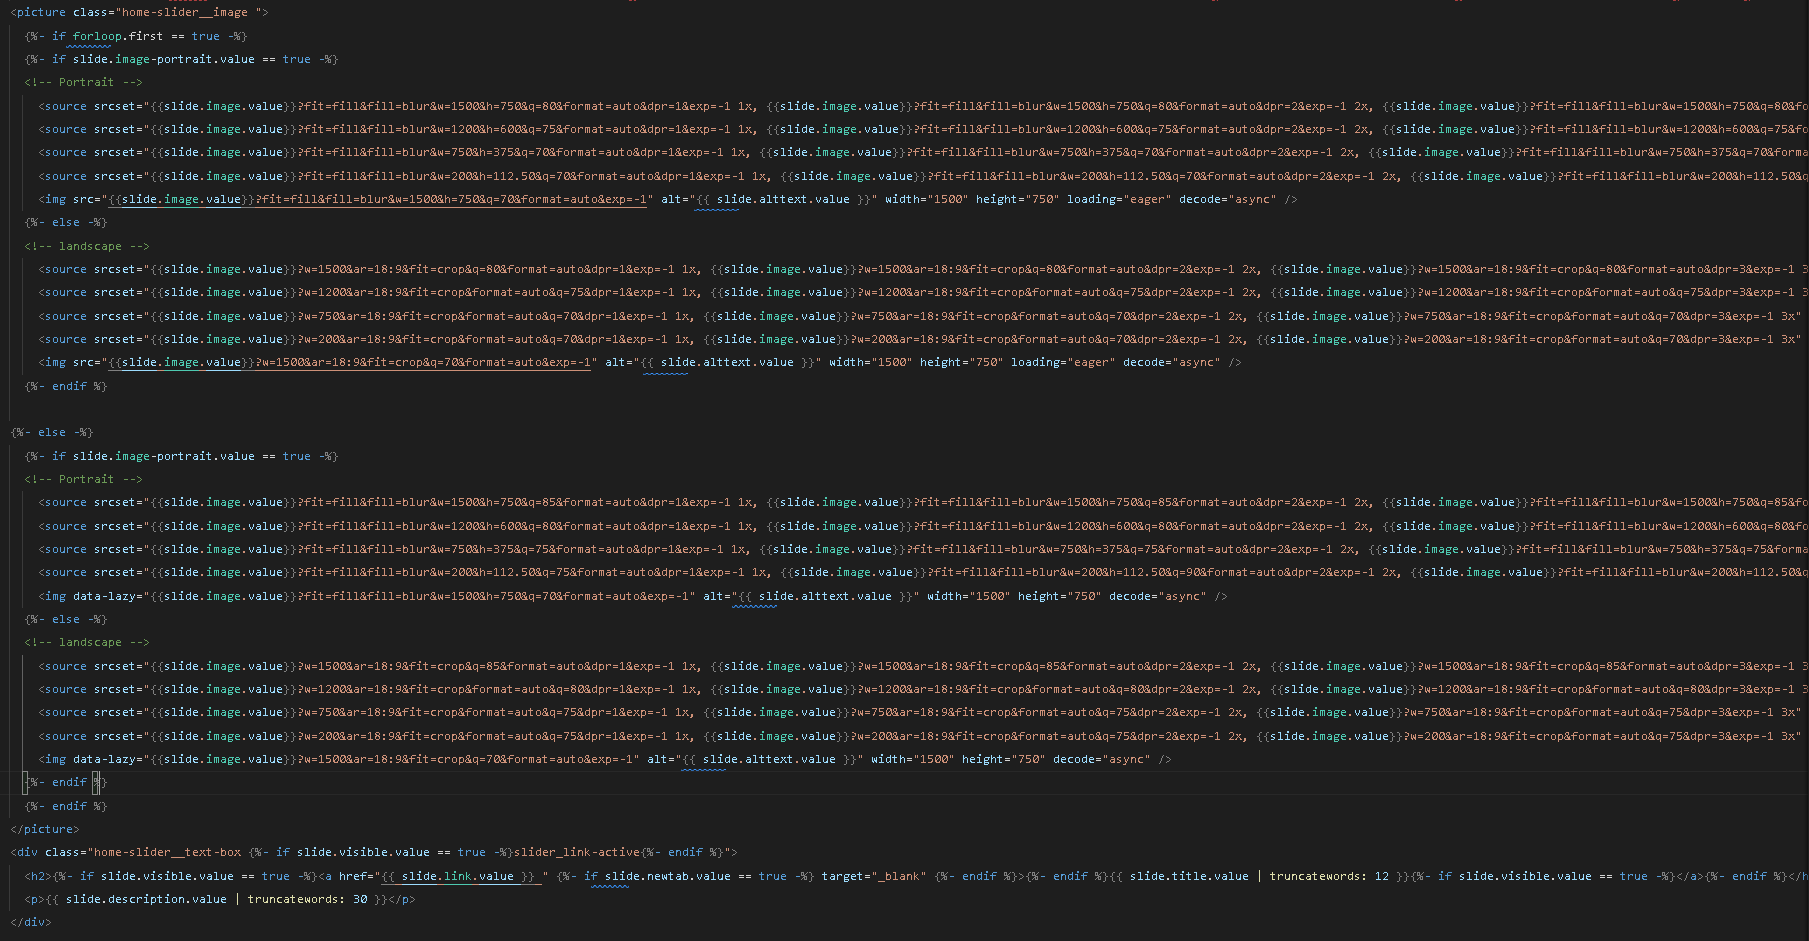 <picture class="home-slider__image ">
{%- if forloop.first == true -%}
{%- if slide.image-portrait.value == true -%}
<!-- Portrait -->
<source srcset="{{slide.image.value}}?fit=fill&fill=blur&w=1500&h=750&q=80&format=auto&dpr=1&exp=-1 1x, {{slide.image.value}}?fit=fill&fill=blur&w=1500&h=750&q=80&format=auto&dpr=2&exp=-1 2x, {{slide.image.value}}?fit=fill&fill=blur&w=1500&h=750&q=80&fo
<source srcset="{{slide.image.value}}?fit=fill&fill=blur&w=1200&h=600&q=75&format=auto&dpr=1&exp=-1 1x, {{slide.image.value}}?fit=fill&fill=blur&w=1200&h=600&q=75&format=auto&dpr=2&exp=-1 2x, {{slide.image.value}}?fit=fill&fill=blur&w=1200&h=600&q=75&fo
<source srcset="{{slide.image.value}}?fit=fill&fill=blur&w=750&h=375&q=70&format=auto&dpr=1&exp=-1 1x, {{slide.image.value}}?fit=fill&fill=blur&w=750&h=375&q=70&format=auto&dpr=2&exp=-1 2x, {{slide.image.value}}?fit=fill&fill=blur&w=750&h=375&q=70&forma
<source srcset="{{slide.image.value}}?fit=fill&fill=blur&w=200&h=112.50&q=70&format=auto&dpr=1&exp=-1 1x, {{slide.image.value}}?fit=fill&fill=blur&w=200&h=112.50&q=70&format=auto&dpr=2&exp=-1 2x, {{slide.image.value}}?fit=fill&fill=blur&w=200&h=112.50&q
<img src="{{slide.image.value}}?fit=fill&fill=blur&w=1500&h=750&q=70&format=auto&exp=-1" alt="{{ slide.alttext.value }}" width="1500" height="750" loading="eager" decode="async" />
{%- else -%}
<!-- landscape -->
<source srcset="{{slide.image.value}}?w=1500&ar=18:9&fit=crop&q=80&format=auto&dpr=1&exp=-1 1x, {{slide.image.value}}?w=1500&ar=18:9&fit=crop&q=80&format=auto&dpr=2&exp=-1 2x, {{slide.image.value}}?w=1500&ar=18:9&fit=crop&q=80&format=auto&dpr=3&exp=-1 3
<source srcset="{{slide.image.value}}?w=1200&ar=18:9&fit=crop&format=auto&q=75&dpr=1&exp=-1 1x, {{slide.image.value}}?w=1200&ar=18:9&fit=crop&format=auto&q=75&dpr=2&exp=-1 2x, {{slide.image.value}}?w=1200&ar=18:9&fit=crop&format=auto&q=75&dpr=3&exp=-1 3
<source srcset="{{slide.image.value}}?w=750&ar=18:9&fit=crop&format=auto&q=70&dpr=1&exp=-1 1x, {{slide.image.value}}?w=750&ar=18:9&fit=crop&format=auto&q=70&dpr=2&exp=-1 2x, {{slide.image.value}}?w=750&ar=18:9&fit=crop&format=auto&q=70&dpr=3&exp=-1 3x"
<source srcset="{{slide.image.value}}?w=200&ar=18:9&fit=crop&format=auto&q=70&dpr=1&exp=-1 1x, {{slide.image.value}}?w=200&ar=18:9&fit=crop&format=auto&q=70&dpr=2&exp=-1 2x, {{slide.image.value}}?w=200&ar=18:9&fit=crop&format=auto&q=70&dpr=3&exp=-1 3x"
<img src="{{slide.image.value}}?w=1500&ar=18:9&fit=crop&q=70&format=auto&exp=-1" alt="{{ slide.alttext.value }}" width="1500" height="750" loading="eager" decode="async" />
{%- endif %}
{%- else -%}
{%- if slide.image-portrait.value == true -%}
<!-- Portrait -->
<source srcset="{{slide.image.value}}?fit=fill&fill=blur&w=1500&h=750&q=85&format=auto&dpr=1&exp=-1 1x, {{slide.image.value}}?fit=fill&fill=blur&w=1500&h=750&q=85&format=auto&dpr=2&exp=-1 2x, {{slide.image.value}}?fit=fill&fill=blur&w=1500&h=750&q=85&fo
<source srcset="{{slide.image.value}}?fit=fill&fill=blur&w=1200&h=600&q=80&format=auto&dpr=1&exp=-1 1x, {{slide.image.value}}?fit=fill&fill=blur&w=1200&h=600&q=80&format=auto&dpr=2&exp=-1 2x, {{slide.image.value}}?fit=fill&fill=blur&w=1200&h=600&q=80&fo
<source srcset="{{slide.image.value}}?fit=fill&fill=blur&w=750&h=375&q=75&format=auto&dpr=1&exp=-1 1x, {{slide.image.value}}?fit=fill&fill=blur&w=750&h=375&q=75&format=auto&dpr=2&exp=-1 2x, {{slide.image.value}}?fit=fill&fill=blur&w=750&h=375&q=75&forma
<source srcset="{{slide.image.value}}?fit=fill&fill=blur&w=200&h=112.50&q=75&format=auto&dpr=1&exp=-1 1x, {{slide.image.value}}?fit=fill&fill=blur&w=200&h=112.50&q=90&format=auto&dpr=2&exp=-1 2x, {{slide.image.value}}?fit=fill&fill=blur&w=200&h=112.50&q
<img data-lazy="{{slide.image.value}}?fit=fill&fill=blur&w=1500&h=750&q=70&format=auto&exp=-1" alt="{{ slide.alttext.value }}" width="1500" height="750" decode="async" />
{%- else -%}
<!-- landscape -->
<source srcset="{{slide.image.value}}?w=1500&ar=18:9&fit=crop&q=85&format=auto&dpr=1&exp=-1 1x, {{slide.image.value}}?w=1500&ar=18:9&fit=crop&q=85&format=auto&dpr=2&exp=-1 2x, {{slide.image.value}}?w=1500&ar=18:9&fit=crop&q=85&format=auto&dpr=3&exp=-1 3
<source srcset="{{slide.image.value}}?w=1200&ar=18:9&fit=crop&format=auto&q=80&dpr=1&exp=-1 1x, {{slide.image.value}}?w=1200&ar=18:9&fit=crop&format=auto&q=80&dpr=2&exp=-1 2x, {{slide.image.value}}?w=1200&ar=18:9&fit=crop&format=auto&q=80&dpr=3&exp=-1 3
<source srcset="{{slide.image.value}}?w=750&ar=18:9&fit=crop&format=auto&q=75&dpr=1&exp=-1 1x, {{slide.image.value}}?w=750&ar=18:9&fit=crop&format=auto&q=75&dpr=2&exp=-1 2x, {{slide.image.value}}?w=750&ar=18:9&fit=crop&format=auto&q=75&dpr=3&exp=-1 3x"
<source srcset="{{slide.image.value}}?w=200&ar=18:9&fit=crop&format=auto&q=75&dpr=1&exp=-1 1x, {{slide.image.value}}?w=200&ar=18:9&fit=crop&format=auto&q=75&dpr=2&exp=-1 2x, {{slide.image.value}}?w=200&ar=18:9&fit=crop&format=auto&q=75&dpr=3&exp=-1 3x"
<img data-lazy="{{slide.image.value}}?w=1500&ar=18:9&fit=crop&q=70&format=auto&exp=-1" alt="{{ slide.alttext.value }}" width="1500" height="750" decode="async" />
{%- endif %}
{%- endif %}
</picture>
<div class="home-slider__text-box {%- if slide.visible.value == true -%}slider_link-active{%- endif %}">
<h2>{%- if slide.visible.value == true -%}<a href="{{ slide.link.value }} " {%- if slide.newtab.value == true -%} target="_blank" {%- endif %}>{%- endif %}{{ slide.title.value | truncatewords: 12 }}{%- if slide.visible.value == true -%}</a>{%- endif %}</h
<p>{{ slide.description.value | truncatewords: 30 }}</p>
</div>